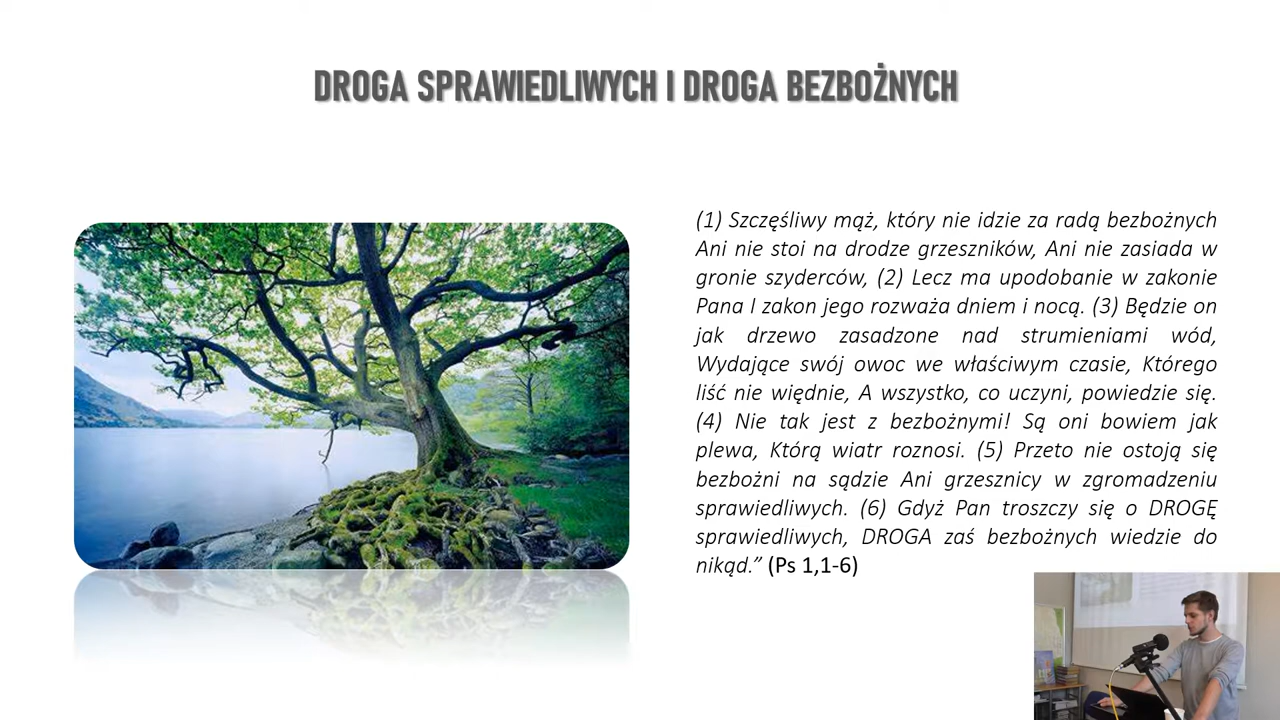 DROGA SPRAWIEDLIWYCH I DROGA BEZBOŻNYCH
(1) Szczęśliwy mąż, który nie idzie za radą bezbożnych
Ani nie stoi na drodze grzeszników, Ani nie zasiada w
gronie szyderców, (2) Lecz ma upodobanie w zakonie
Pana I zakon jego rozważa dniem i nocą. (3) Będzie on
jak drzewo zasadzone nad strumieniami wód,
Wydające swój owoc we właściwym czasie, Którego
liść nie więdnie, A wszystko, co uczyni, powiedzie się.
(4) Nie tak jest z bezbożnymi! Są oni bowiem jak
plewa, Którą wiatr roznosi. (5) Przeto nie ostoją się
bezbożni na sądzie Ani grzesznicy w zgromadzeniu
sprawiedliwych. (6) Gdyż Pan troszczy się o DROGĘ
sprawiedliwych, DROGA zaś bezbożnych wiedzie do
nikąd.” (Ps 1,1-6)